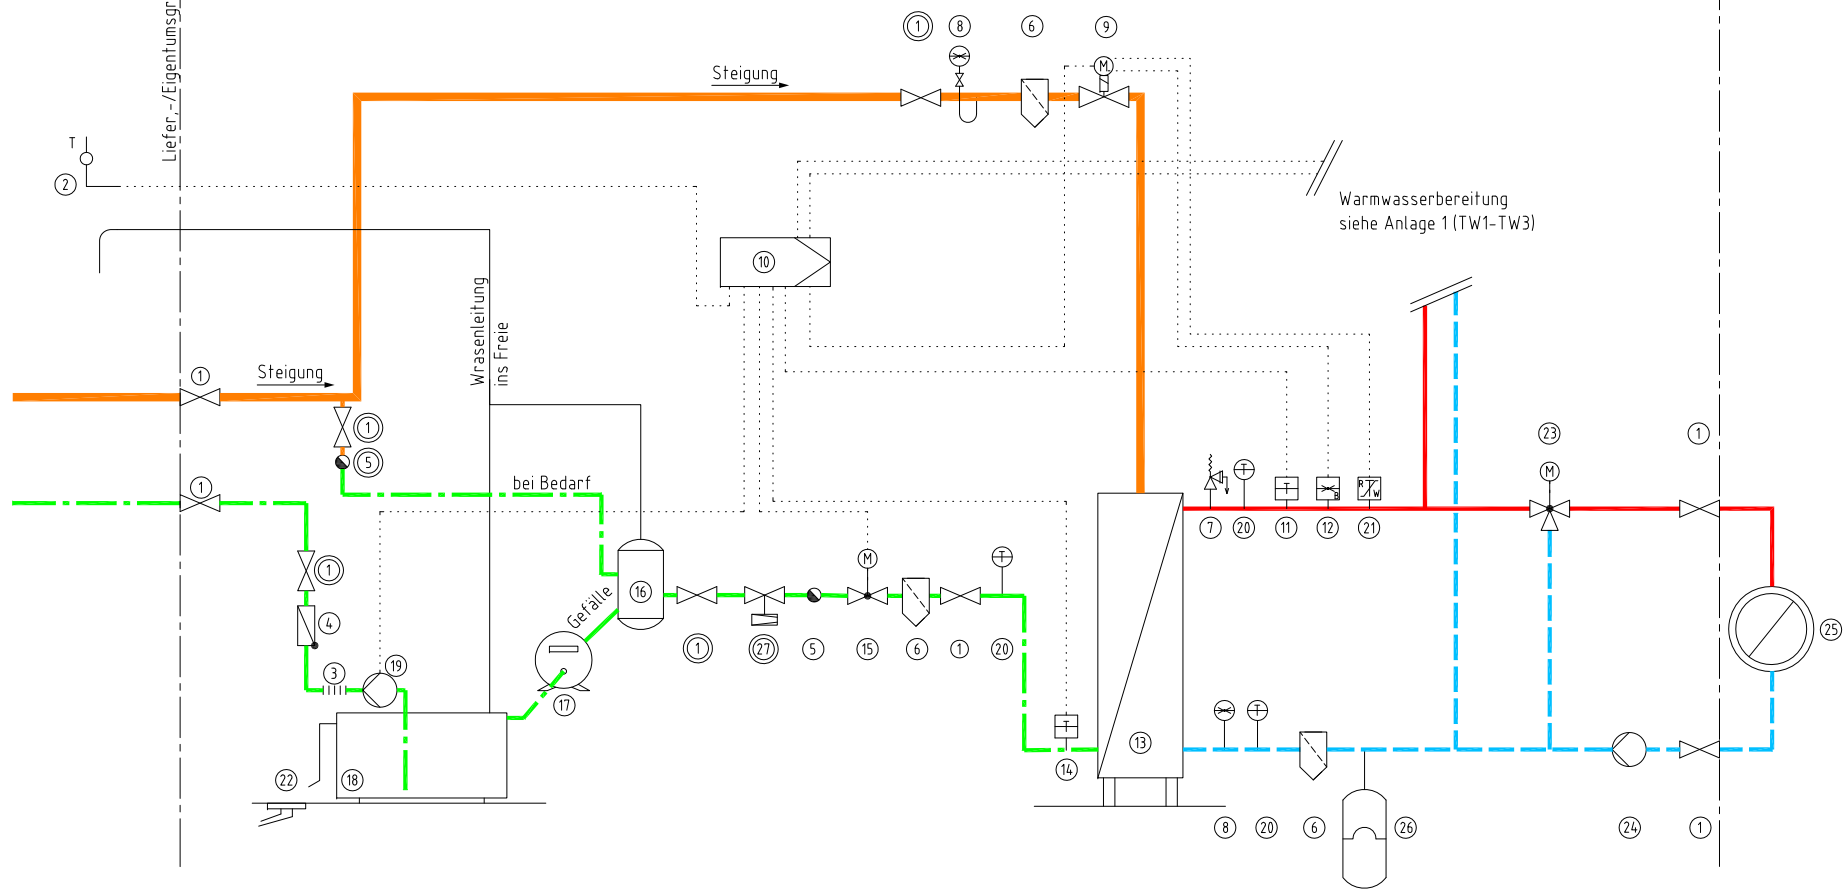 Liefer,-/Eigentumsgr
1
8
6
9
Steigung
M
T
2
Warmwasserbereitung
siehe Anlage 1 (TW1-TW3)
10
Wrasenleitung
ins Freie
1
Steigung
1
5
bei Bedarf
1
23
1
M
T
T
B
R
W
7
20
11
12
21
1
4
3
19
Gefälle
16
M
T
1
27
5
15
6
1
20
17
25
T
13
14
T
22
18
8
20
6
26
24
1